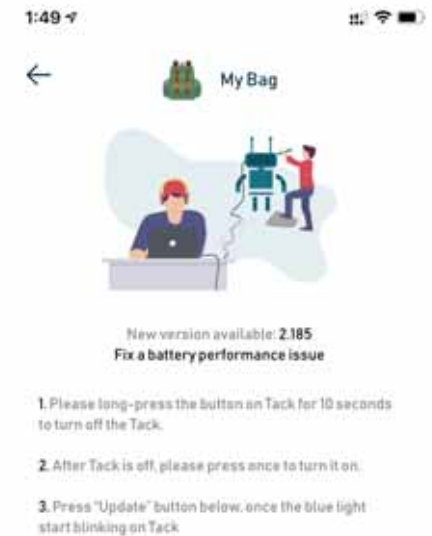 1:49
My Bag
New version available: 2.185
Fix a battery performance issue
1. Please long-press the button on Tack for 10 seconds
to turn off the Tack.
2. After Tack is off, please press once to turn it on.
3. Press "Update" button below, once the blue light
start blinking on Tack